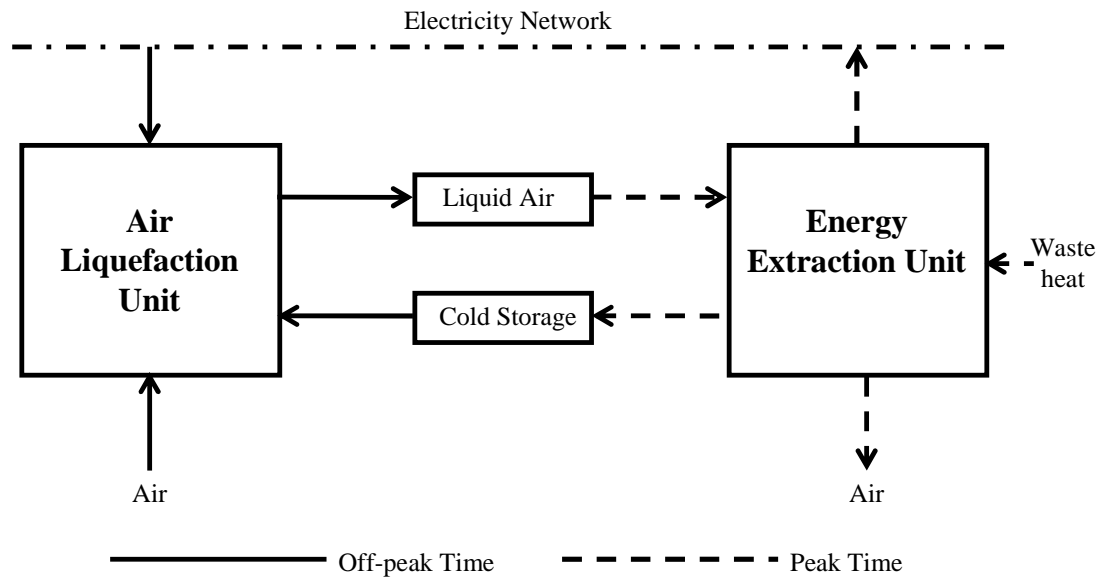 Electricity Network
Air
Liquefaction
Unit
Liquid Air
Cold Storage
Energy
Extraction Unit
Waste
heat
Air
Air
Off-peak Time
Peak Time